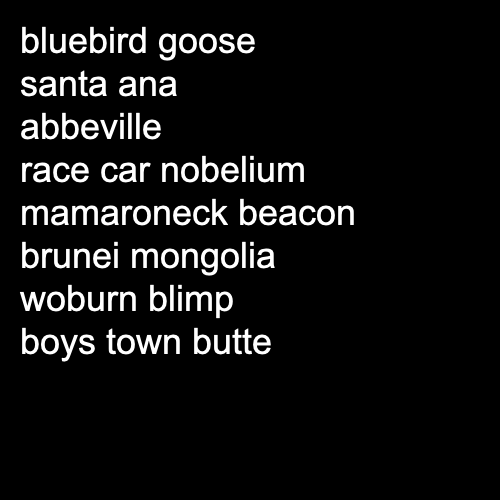 bluebird goose
santa ana
abbeville
race car nobelium
mamaroneck beacon
brunei mongolia
woburn blimp
boys town butte